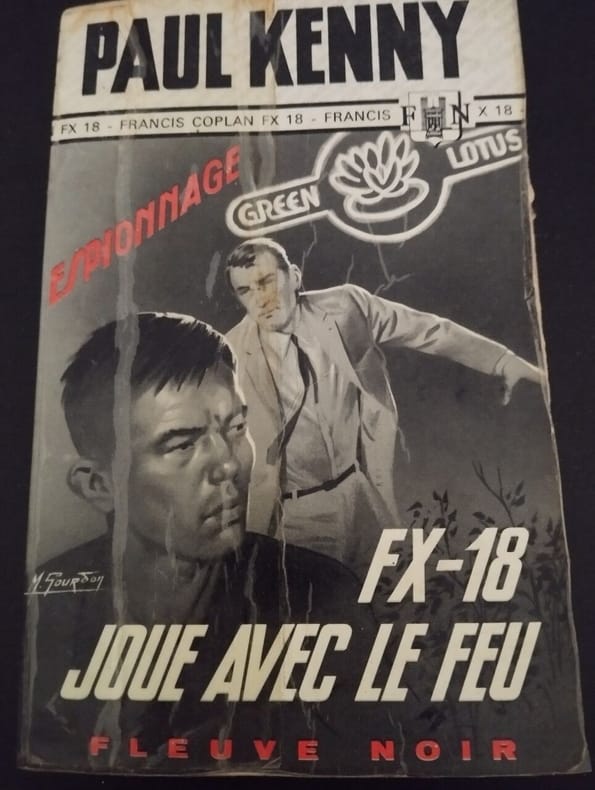 PAUL KENNY
FX 18 - FRANCIS COPLAN FX 18 - FRANCIS F N X 18
ESPIONNAGE
GREEN LOTUS
M. Gourdon
FX-18
JOUE AVEC LE FEU
FLEUVE NOIR